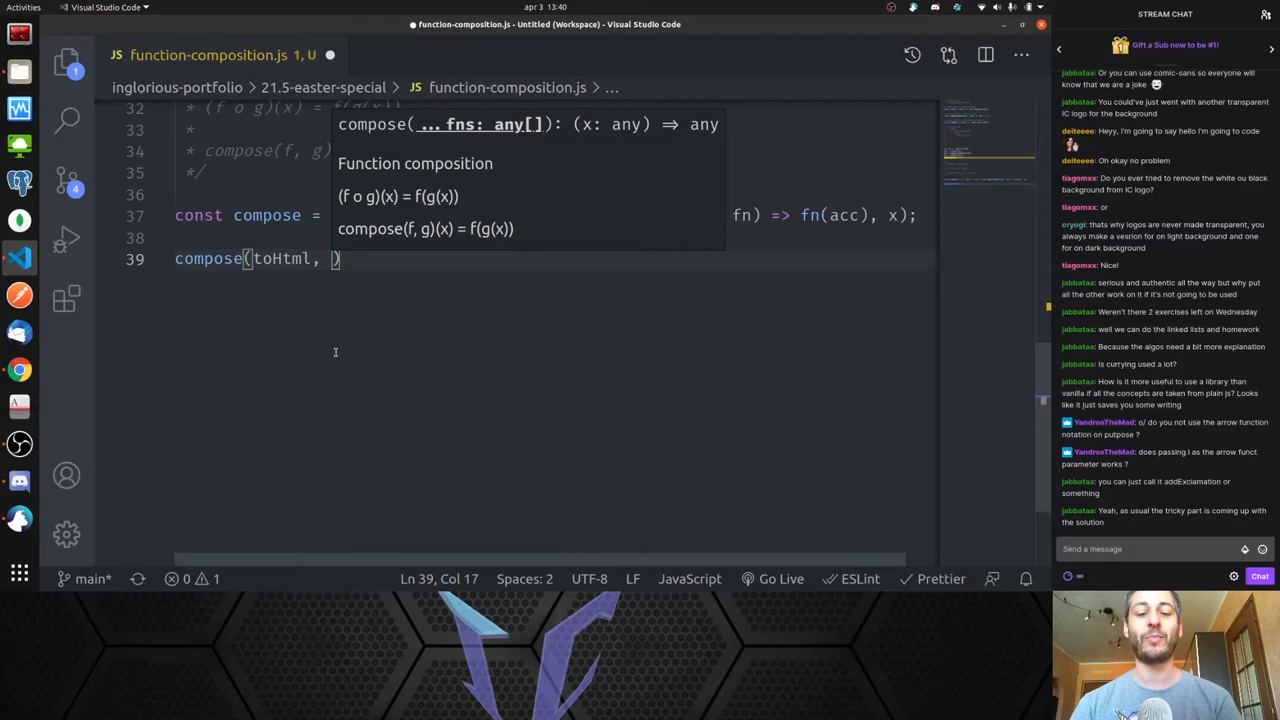 Activities
Visual Studio Code
apr 3 13:40
function-composition.js - Untitled (Workspace) - Visual Studio Code
JS function-composition.js 1, U
inglorious-portfolio > 21.5-easter-special > JS function-composition.js > ...
32 * (f o g)(x) = f(g(x))
33 *
34 * compose(f, g)
35 */
36
37 const compose = fn) => fn(acc), x);
38
39 compose(toHtml, )
compose(...fns: any[]): (x: any) => any
Function composition
(f o g)(x) = f(g(x))
compose(f, g)(x) = f(g(x))
1
4
main*
0
1
Ln 39, Col 17
Spaces: 2
UTF-8
LF
JavaScript
Go Live
ESLint
Prettier
STREAM CHAT
Gift a Sub now to be #1!
jabbataa: Or you can use comic-sans so everyone will
know that we are a joke
jabbataa: You could've just went with another transparent
IC logo for the background
deiteeee: Heyy, I'm going to say hello I'm going to code
deiteeee: Oh okay no problem
tiagomxx: Do you ever tried to remove the white ou black
background from IC logo?
tiagomxx: or
cryogi: thats why logos are never transparent, you
always make a vesrion for on light background and one
for on dark background
tiagomxx: Nice!
jabbataa: serious and authentic all the way but why put
all the other work on it if it's not going to be used
jabbataa: Weren't there 2 exercises left on Wednesday
jabbataa: well we can do the linked lists and homework
jabbataa: Because the algos need a bit more explanation
jabbataa: Is currying used a lot?
jabbataa: How is it more useful to use a library than
vanilla if all the concepts are taken from plain js? Looks
like it just saves you some writing
YandrosTheMad: o/ do you not use the arrow function
notation on putpose ?
YandrosTheMad: does passing i as the arrow funct
parameter works ?
jabbataa: you can just call it addExclamation or
something
jabbataa: Yeah, as usual the tricky part is coming up with
the solution
Send a message
∞
Chat